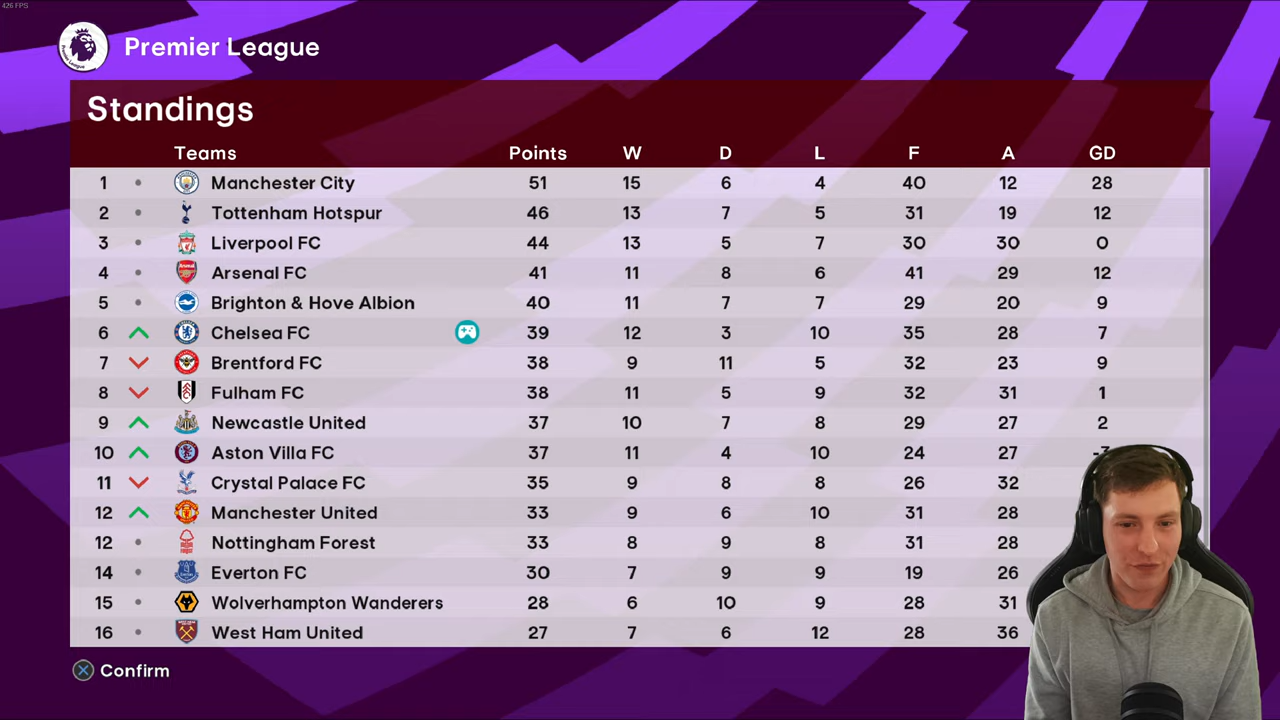 426 FPS
Premier League
Standings
Teams Points W D L F A GD
1 Manchester City 51 15 6 4 40 12 28
2 Tottenham Hotspur 46 13 7 5 31 19 12
3 Liverpool FC 44 13 5 7 30 30 0
4 Arsenal FC 41 11 8 6 41 29 12
5 Brighton & Hove Albion 40 11 7 7 29 20 9
6 Chelsea FC 39 12 3 10 35 28 7
7 Brentford FC 38 9 11 5 32 23 9
8 Fulham FC 38 11 5 9 32 31 1
9 Newcastle United 37 10 7 8 29 27 2
10 Aston Villa FC 37 11 4 10 24 27 -3
11 Crystal Palace FC 35 9 8 8 26 32
12 Manchester United 33 9 6 10 31 28
12 Nottingham Forest 33 8 9 8 31 28
14 Everton FC 30 7 9 9 19 26
15 Wolverhampton Wanderers 28 6 10 9 28 31
16 West Ham United 27 7 6 12 28 36
Confirm